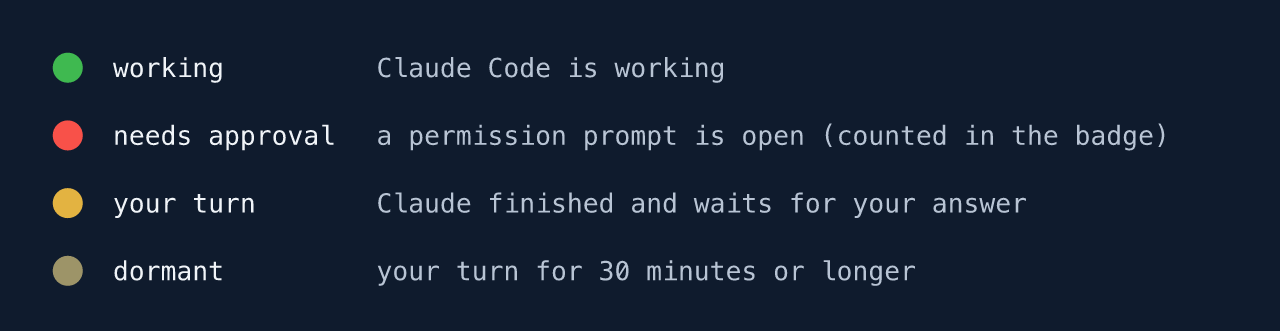 working Claude Code is working
needs approval a permission prompt is open (counted in the badge)
your turn Claude finished and waits for your answer
dormant your turn for 30 minutes or longer